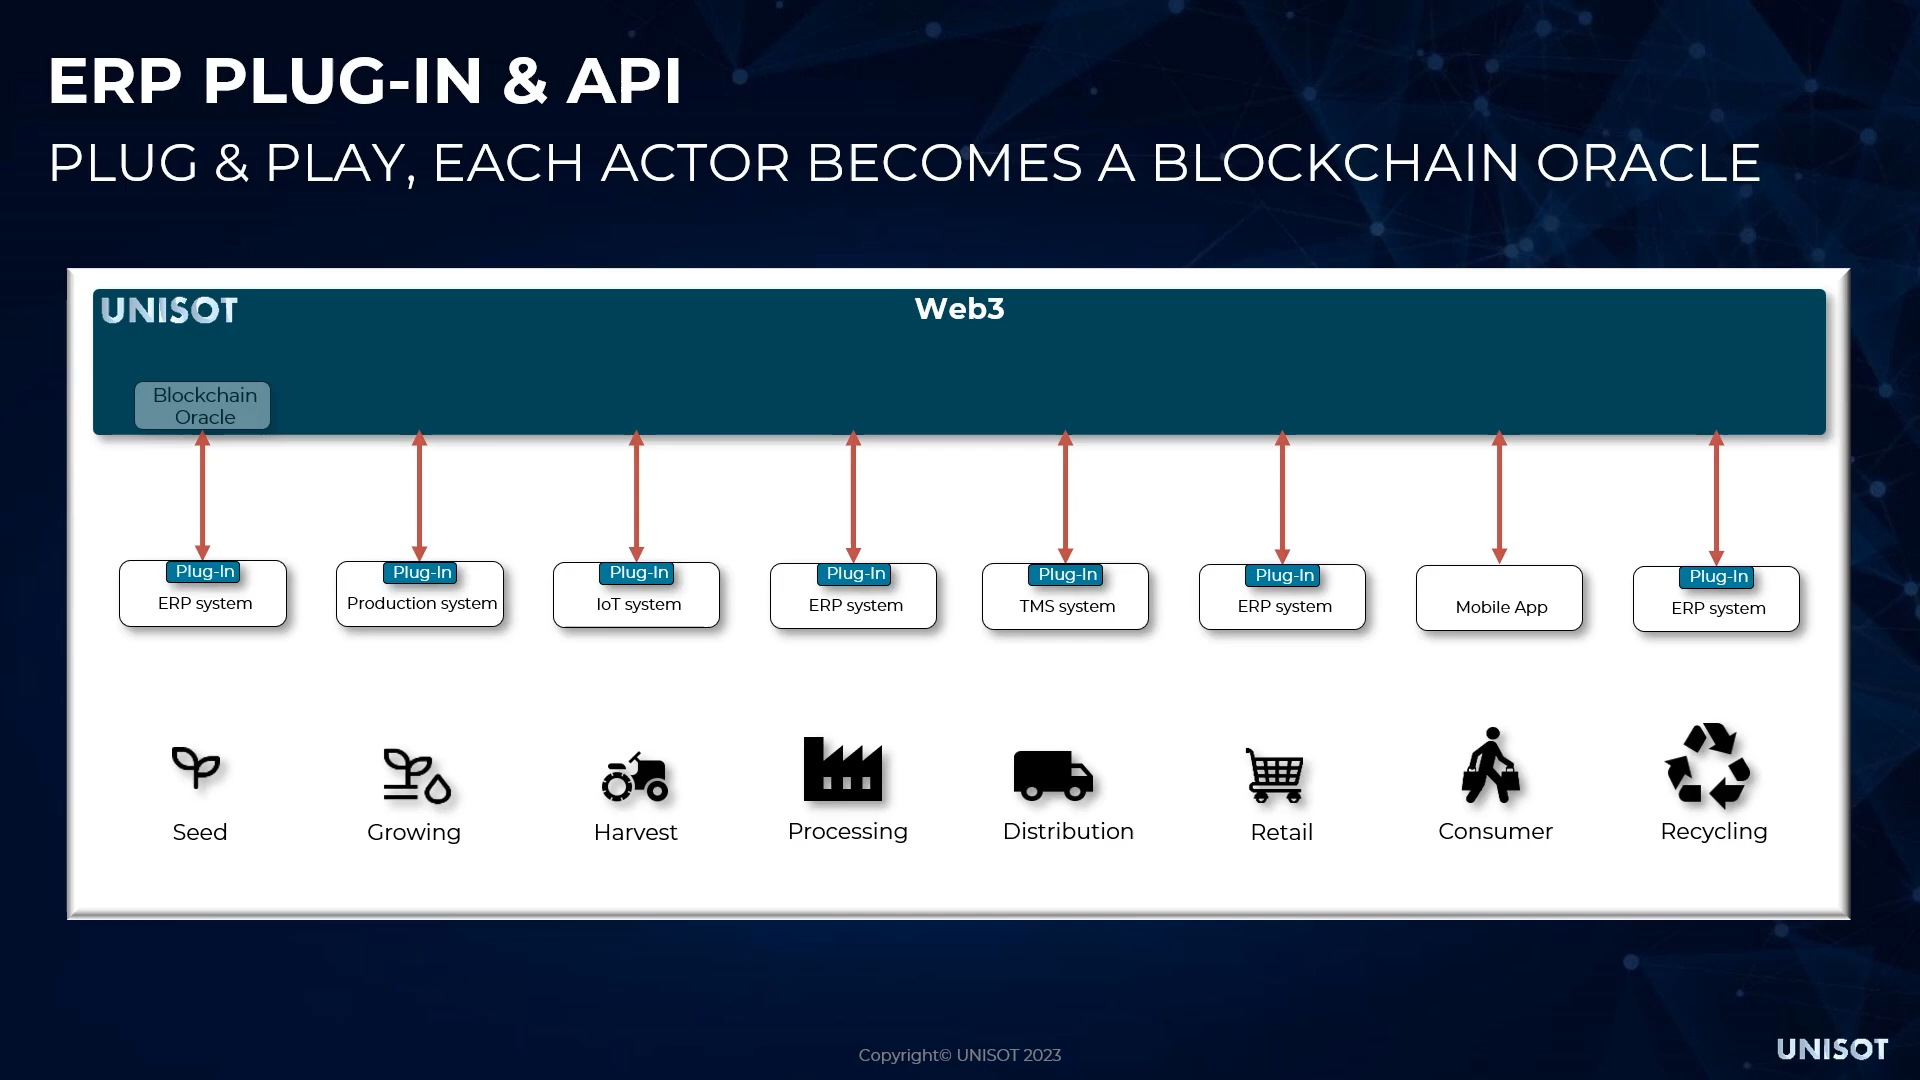 ERP PLUG-IN & API
PLUG & PLAY, EACH ACTOR BECOMES A BLOCKCHAIN ORACLE
UNISOT
Web3
Blockchain
Oracle
Plug-In
ERP system
Plug-In
Production system
Plug-In
IoT system
Plug-In
ERP system
Plug-In
TMS system
Plug-In
ERP system
Mobile App
Plug-In
ERP system
Seed
Growing
Harvest
Processing
Distribution
Retail
Consumer
Recycling
Copyright© UNISOT 2023
UNISOT